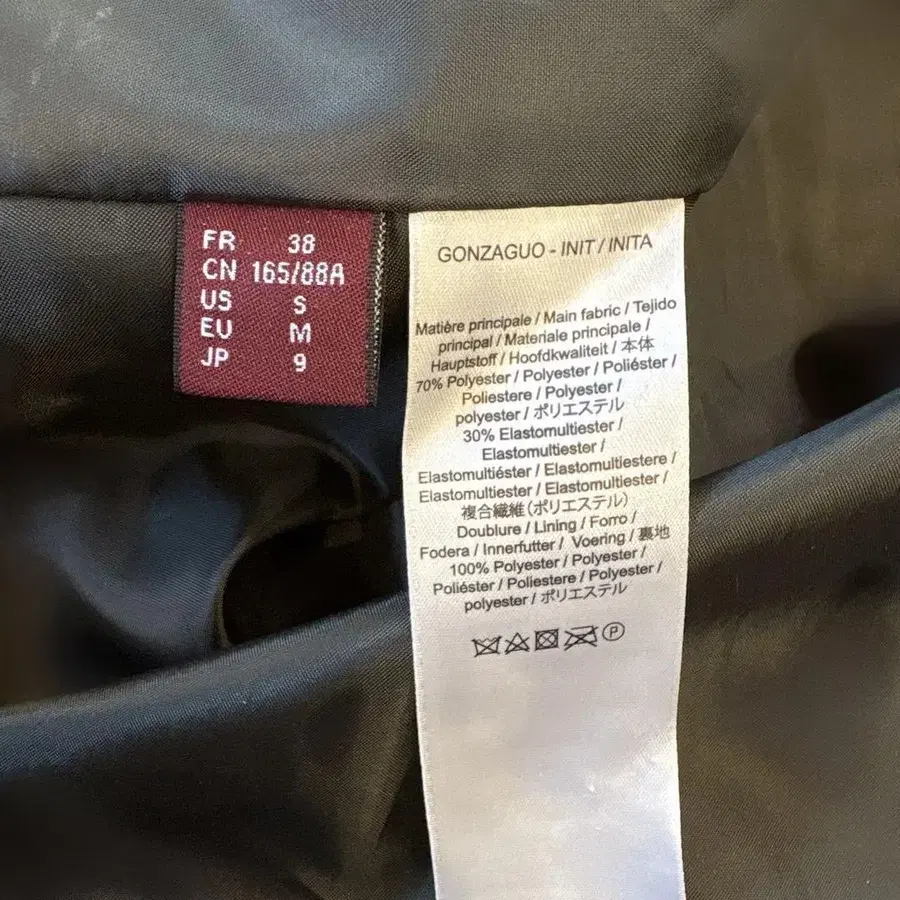 FR 38
CN 165/88A
US S
EU M
JP 9
GONZAGUO - INIT / INITA
Matière principale / Main fabric / Tejido
principal / Materiale principale /
Hauptstoff / Hoofdkwaliteit / 本体
70% Polyester / Polyester / Poliéster /
Poliestere / Polyester /
polyester / ポリエステル
30% Elastomultiester /
Elastomultiester /
Elastomultiéster / Elastomultiestere /
Elastomultiester / Elastomultiester /
複合繊維(ポリエステル)
Doublure / Lining / Forro /
Fodera / Innerfutter / Voering / 裏地
100% Polyester / Polyester /
Poliéster / Poliestere / Polyester /
polyester / ポリエステル
P